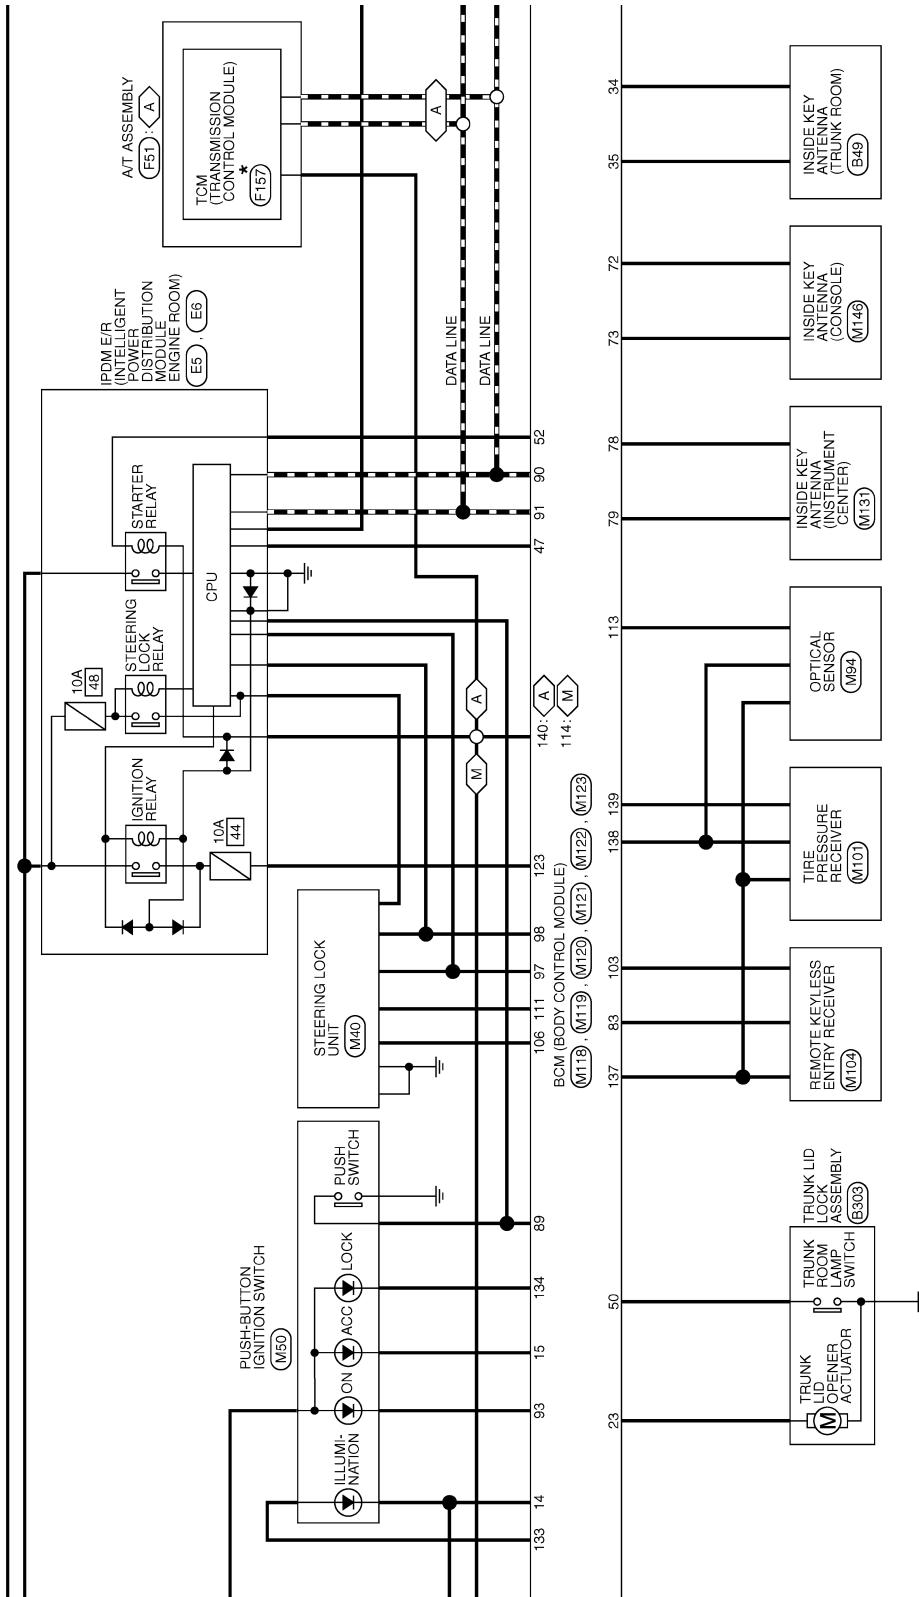 A/T ASSEMBLY
F51 : A
TCM
(TRANSMISSION
CONTROL MODULE)
*
F157
A
IPDM E/R
(INTELLIGENT
POWER
DISTRIBUTION
MODULE
ENGINE ROOM)
E5 , E6
DATA LINE
DATA LINE
STARTER
RELAY
CPU
STEERING
LOCK
RELAY
10A
48
IGNITION
RELAY
10A
44
A
M
STEERING LOCK
UNIT
M40
PUSH-BUTTON
IGNITION SWITCH
M50
PUSH
SWITCH
LOCK
ACC
ON
ILLUMI-
NATION
52
90
91
47
140: A
114: M
123
98
97
111
106
89
134
15
93
14
133
BCM (BODY CONTROL MODULE)
M118 , M119 , M120 , M121 , M122 , M123
34
35
72
73
78
79
113
139
138
103
83
137
50
23
INSIDE KEY
ANTENNA
(TRUNK ROOM)
B49
INSIDE KEY
ANTENNA
(CONSOLE)
M146
INSIDE KEY
ANTENNA
(INSTRUMENT
CENTER)
M131
OPTICAL
SENSOR
M94
TIRE
PRESSURE
RECEIVER
M101
REMOTE KEYLESS
ENTRY RECEIVER
M104
TRUNK LID
LOCK
ASSEMBLY
B303
TRUNK
ROOM
LAMP
SWITCH
TRUNK
LID
OPENER
ACTUATOR
M